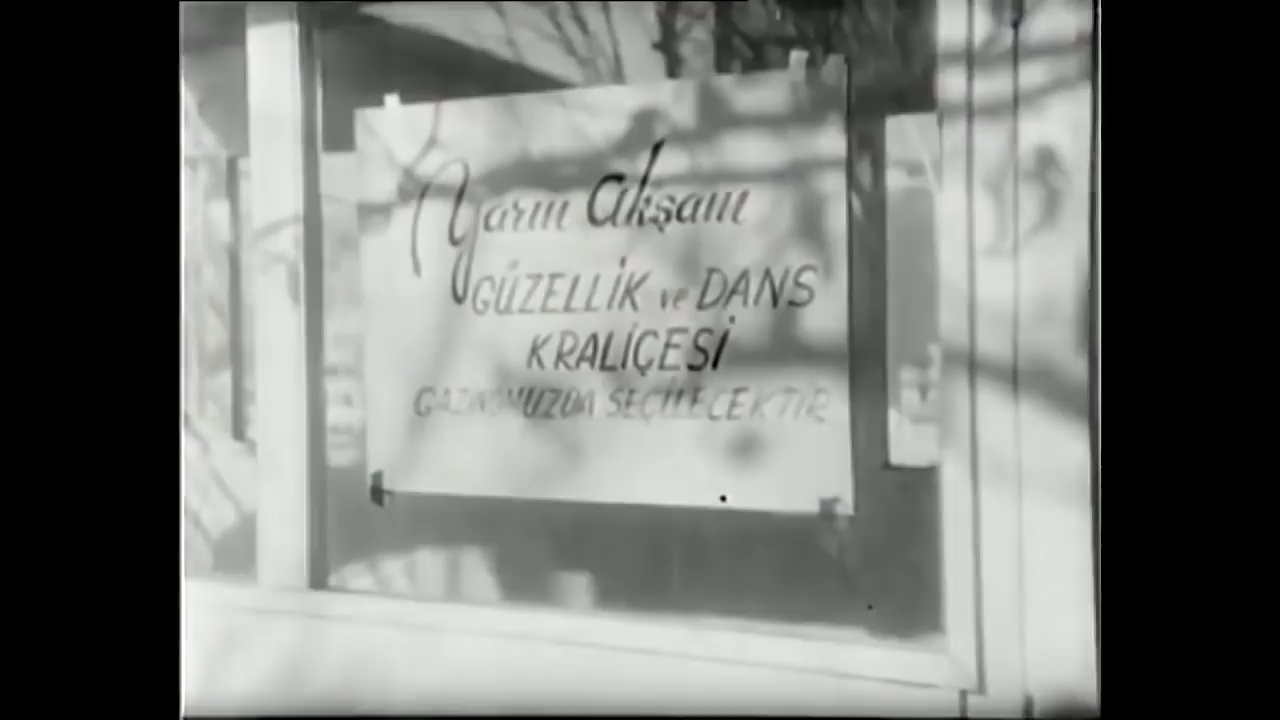 Yarın Akşam
GÜZELLİK ve DANS
KRALİÇESİ
GAZİNOMUZDA SEÇİLECEKTİR